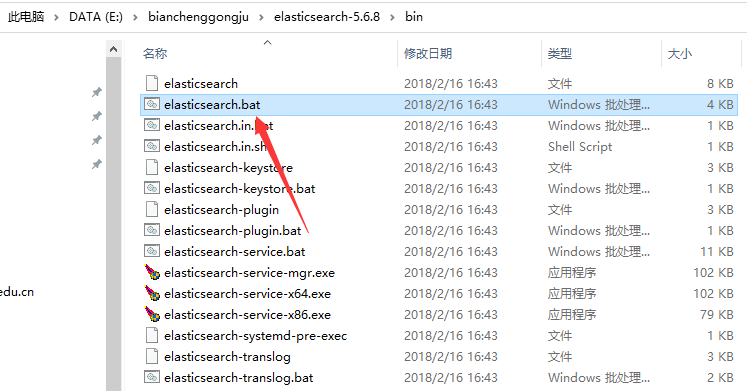 此电脑 > DATA (E:) > bianchenggongju > elasticsearch-5.6.8 > bin
名称 修改日期 类型 大小
elasticsearch 2018/2/16 16:43 文件 8 KB
elasticsearch.bat 2018/2/16 16:43 Windows 批处理... 4 KB
elasticsearch.in.bat 2018/2/16 16:43 Windows 批处理... 1 KB
elasticsearch.in.sh 2018/2/16 16:43 Shell Script 1 KB
elasticsearch-keystore 2018/2/16 16:43 文件 3 KB
elasticsearch-keystore.bat 2018/2/16 16:43 Windows 批处理... 1 KB
elasticsearch-plugin 2018/2/16 16:43 文件 3 KB
elasticsearch-plugin.bat 2018/2/16 16:43 Windows 批处理... 1 KB
elasticsearch-service.bat 2018/2/16 16:43 Windows 批处理... 11 KB
elasticsearch-service-mgr.exe 2018/2/16 16:43 应用程序 102 KB
edu.cn
elasticsearch-service-x64.exe 2018/2/16 16:43 应用程序 102 KB
elasticsearch-service-x86.exe 2018/2/16 16:43 应用程序 79 KB
elasticsearch-systemd-pre-exec 2018/2/16 16:43 文件 1 KB
elasticsearch-translog 2018/2/16 16:43 文件 3 KB
elasticsearch-translog.bat 2018/2/16 16:43 Windows 批处理... 2 KB